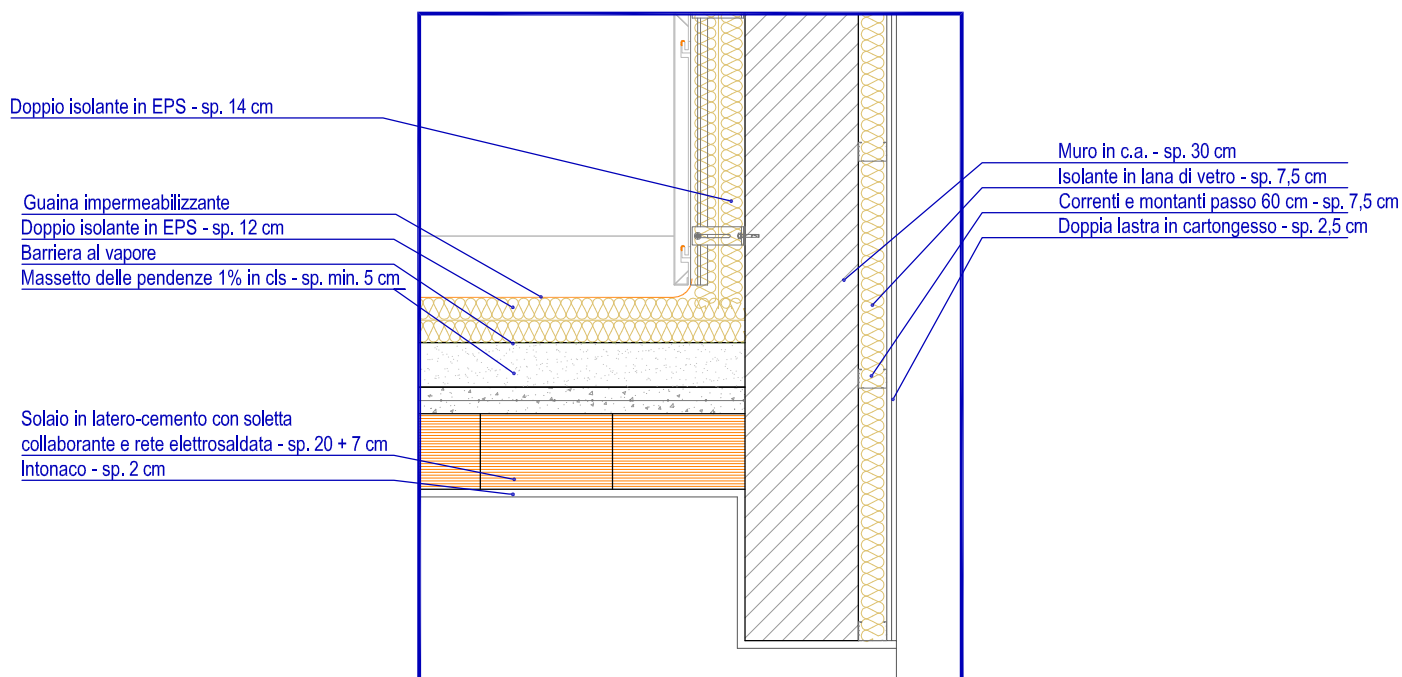 Doppio isolante in EPS - sp. 14 cm
Guaina impermeabilizzante
Doppio isolante in EPS - sp. 12 cm
Barriera al vapore
Massetto delle pendenze 1% in cls - sp. min. 5 cm
Solaio in latero-cemento con soletta
collaborante e rete elettrosaldata - sp. 20 + 7 cm
Intonaco - sp. 2 cm
Muro in c.a. - sp. 30 cm
Isolante in lana di vetro - sp. 7,5 cm
Correnti e montanti passo 60 cm - sp. 7,5 cm
Doppia lastra in cartongesso - sp. 2,5 cm